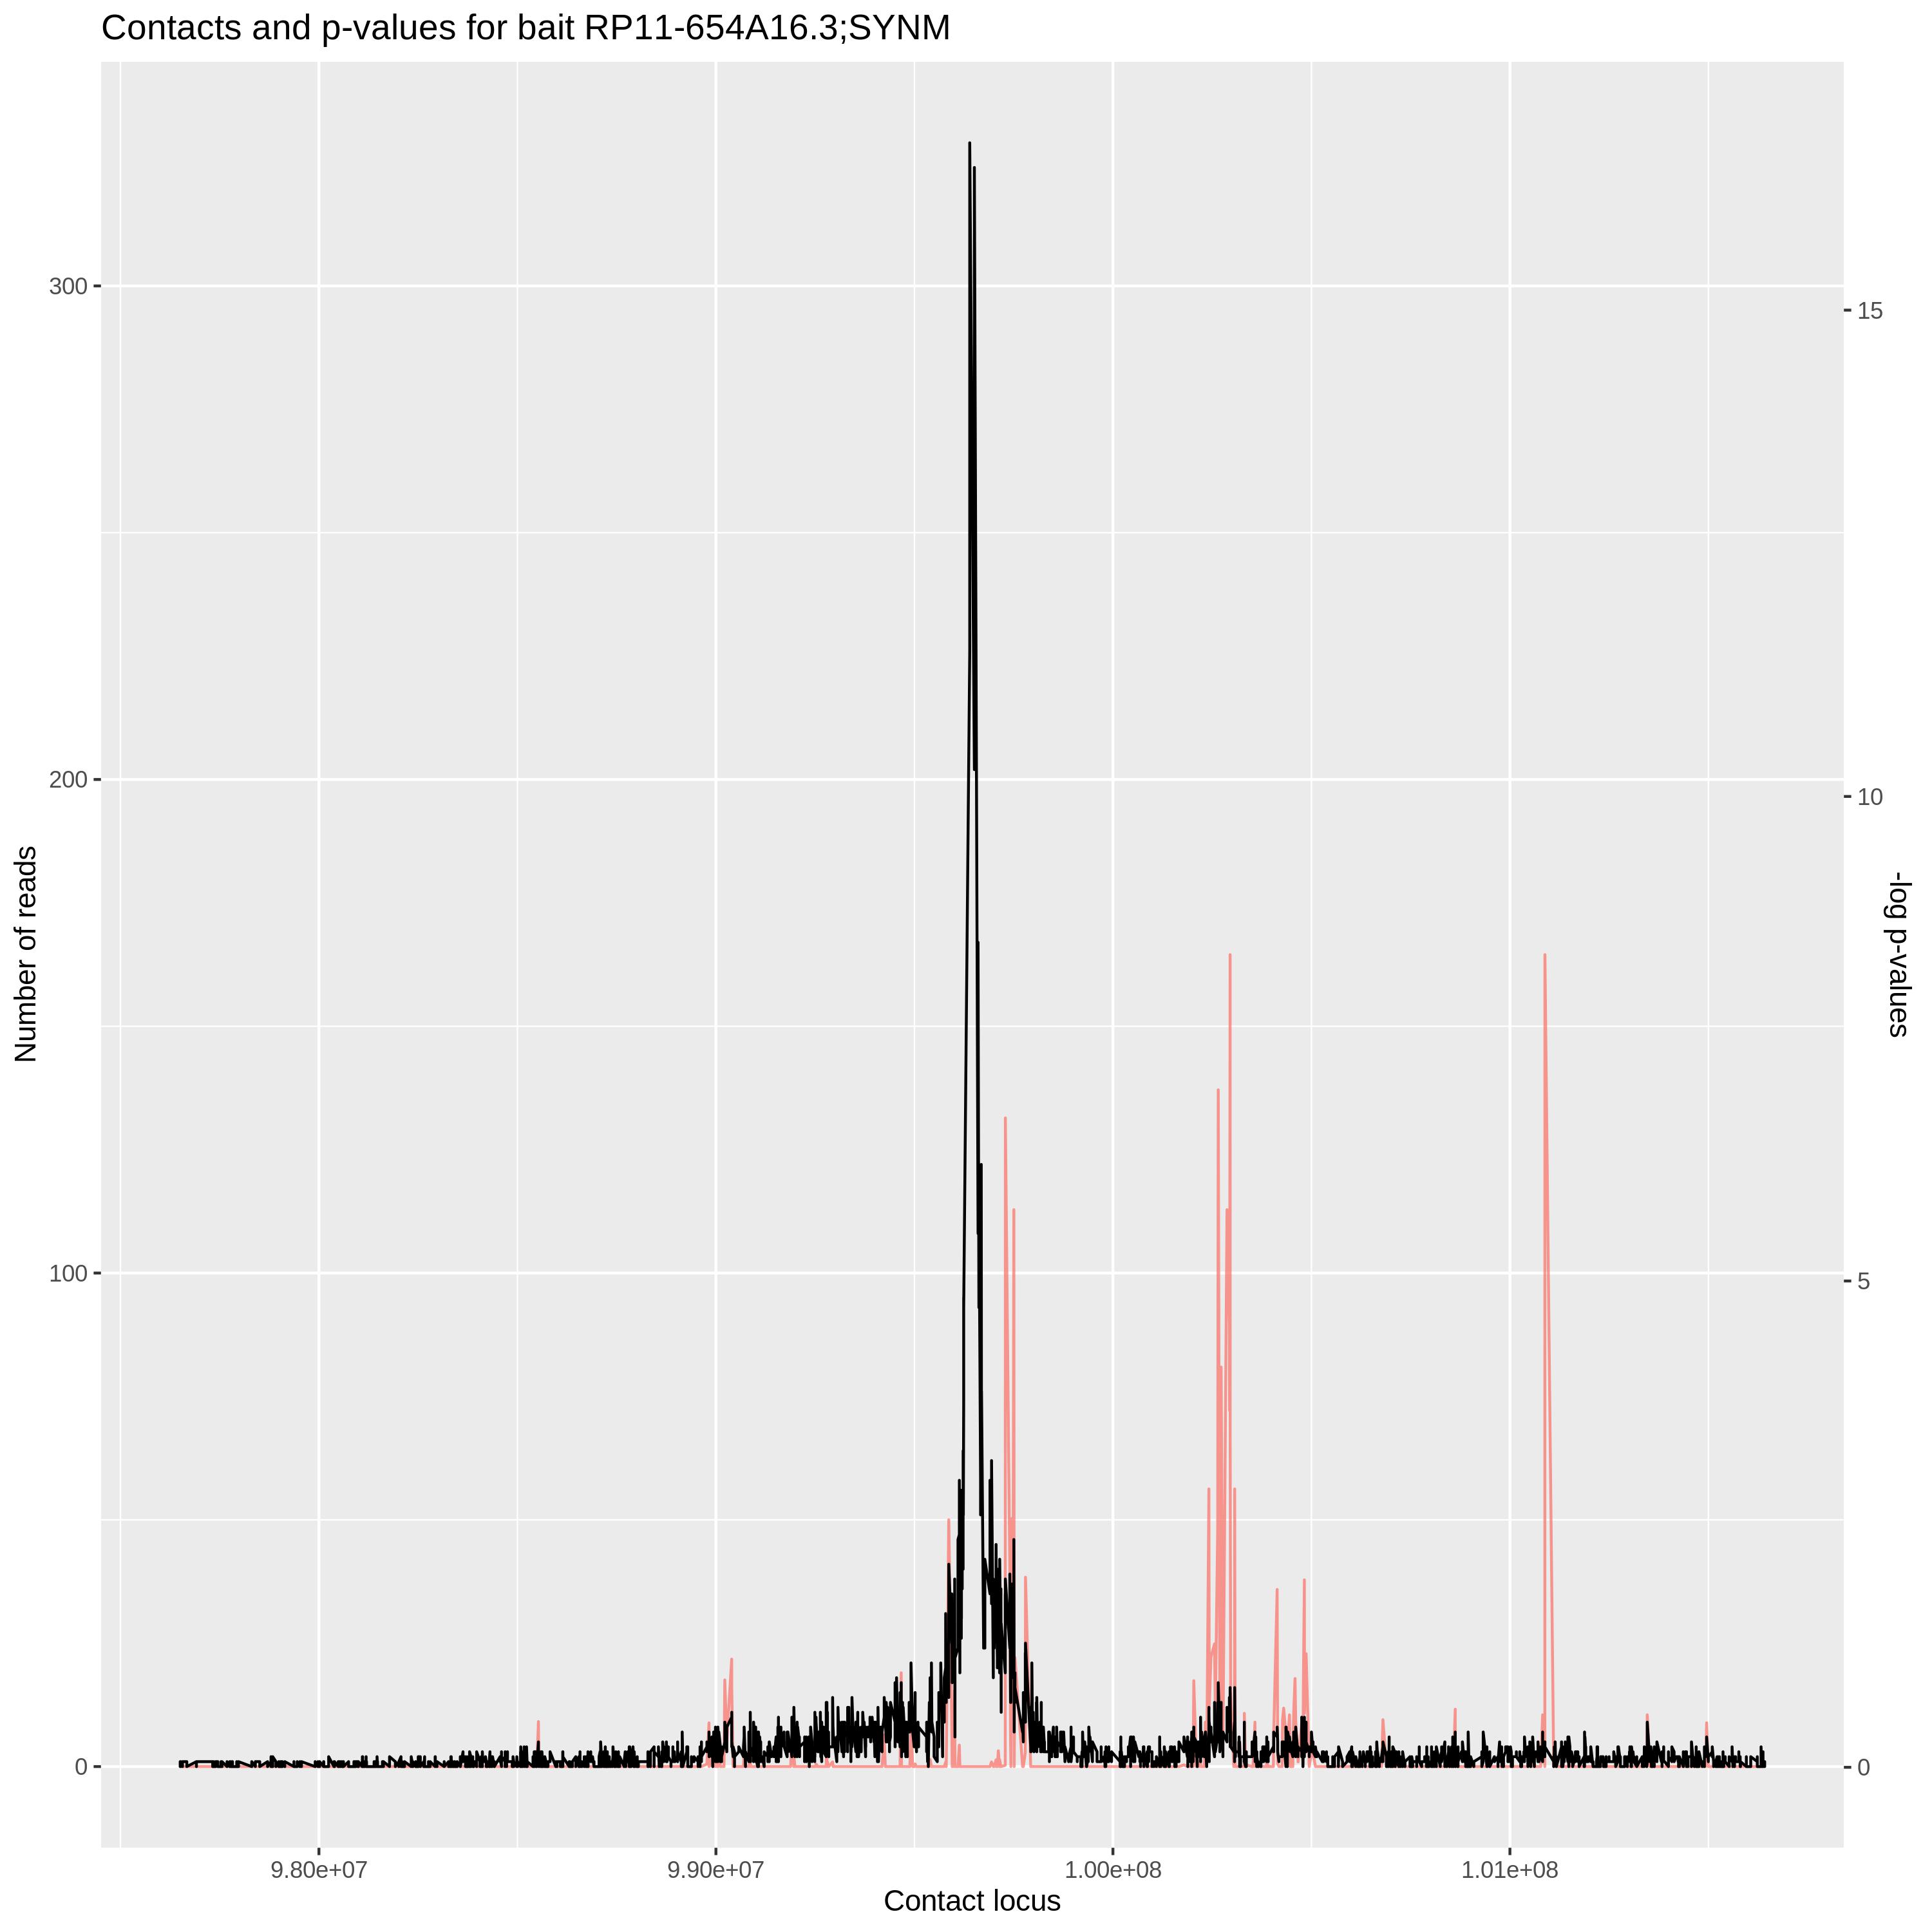 Contacts and p-values for bait RP11-654A16.3;SYNM
300
200
100
0
Number of reads
15
10
5
0
-log p-values
9.80e+07
9.90e+07
1.00e+08
1.01e+08
Contact locus